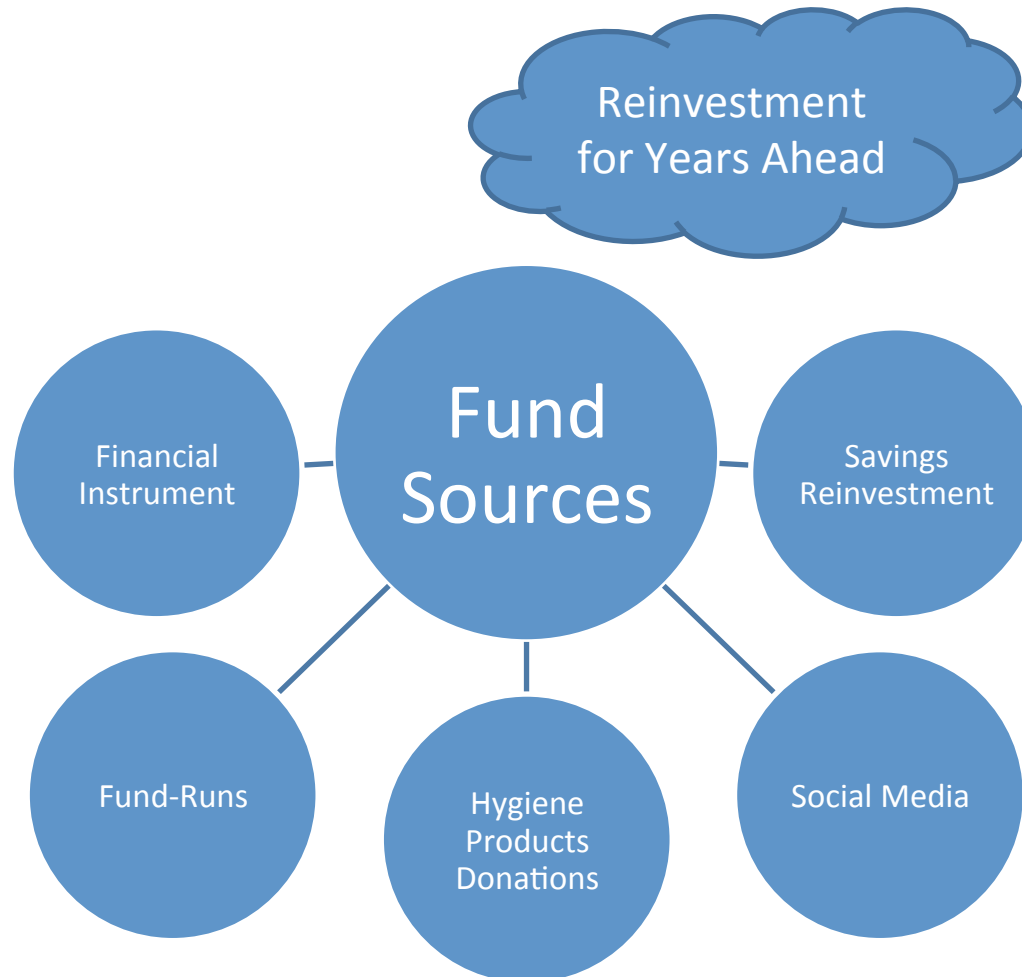 Reinvestment
for Years Ahead
Fund
Sources
Financial
Instrument
Savings
Reinvestment
Fund-Runs
Hygiene
Products
Donations
Social Media